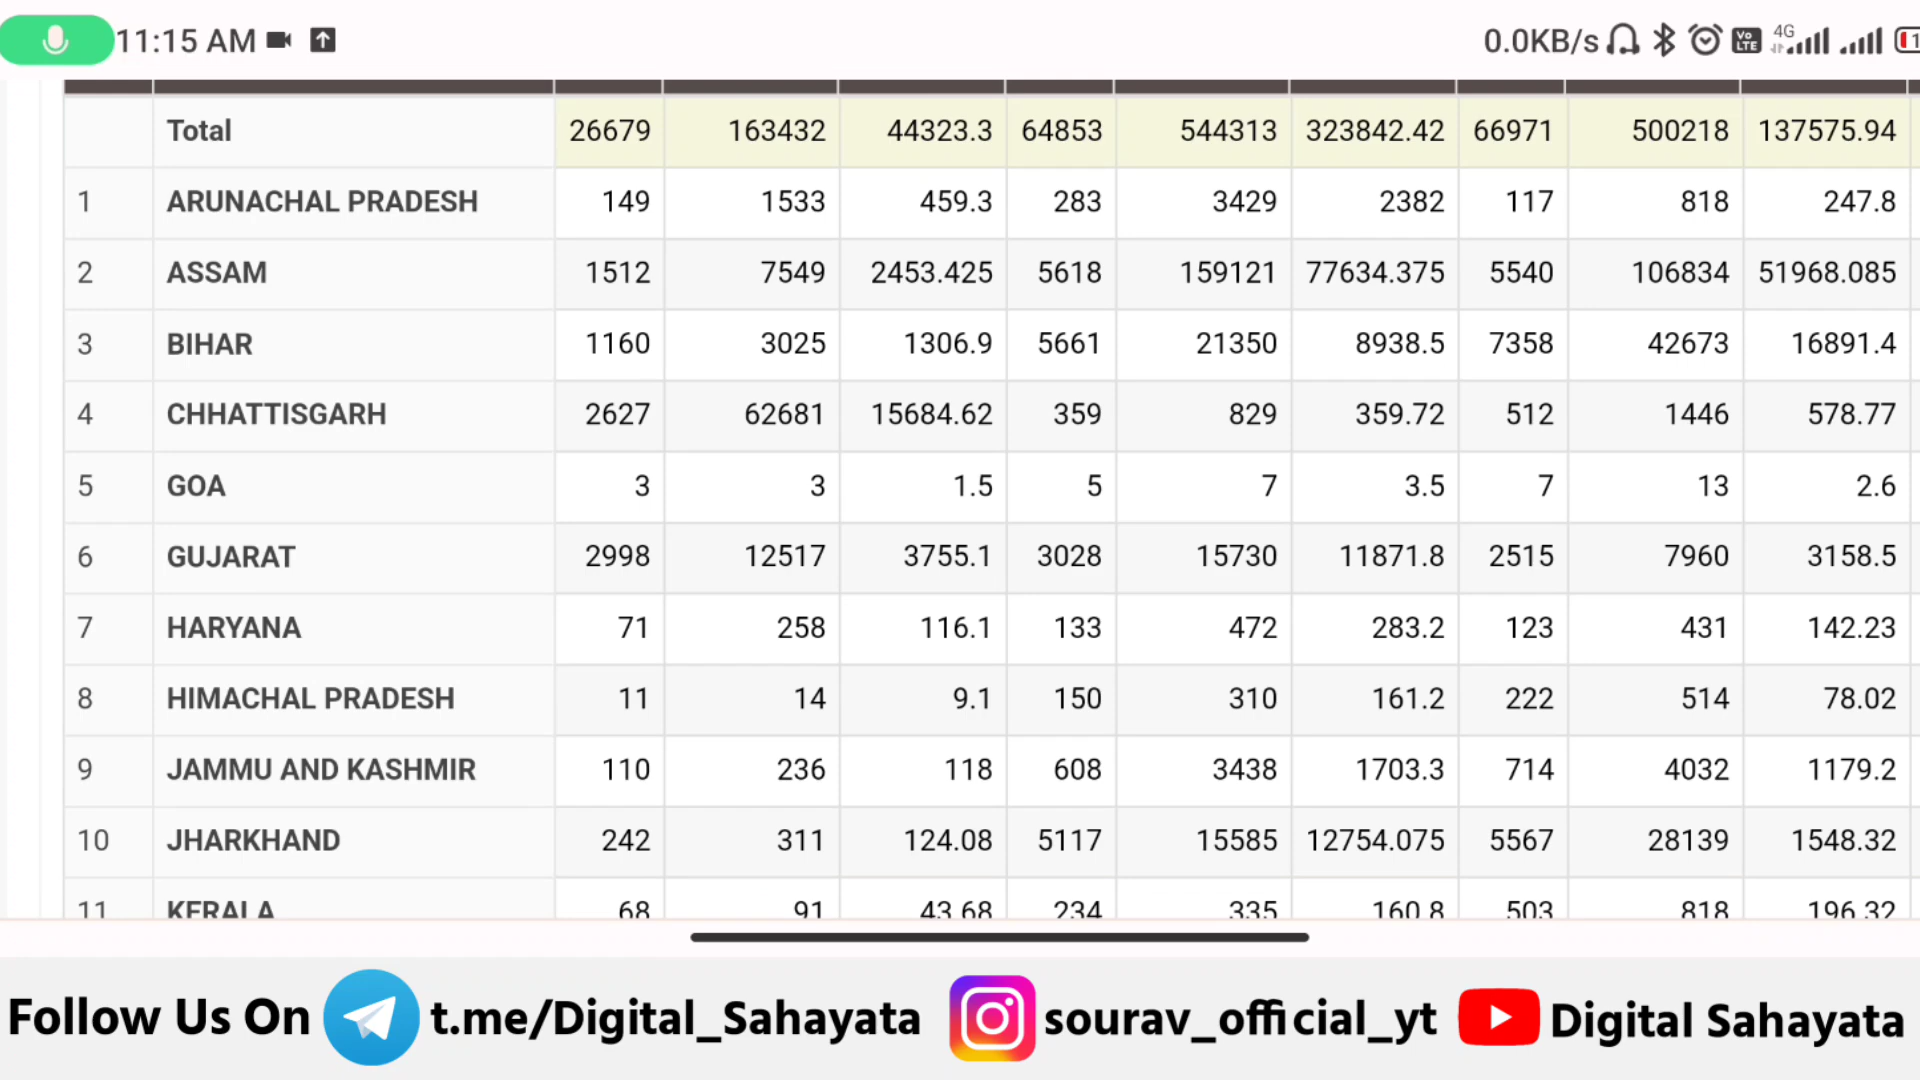 11:15 AM 0.0KB/s Vo LTE 4G
Total 26679 163432 44323.3 64853 544313 323842.42 66971 500218 137575.94
1 ARUNACHAL PRADESH 149 1533 459.3 283 3429 2382 117 818 247.8
2 ASSAM 1512 7549 2453.425 5618 159121 77634.375 5540 106834 51968.085
3 BIHAR 1160 3025 1306.9 5661 21350 8938.5 7358 42673 16891.4
4 CHHATTISGARH 2627 62681 15684.62 359 829 359.72 512 1446 578.77
5 GOA 3 3 1.5 5 7 3.5 7 13 2.6
6 GUJARAT 2998 12517 3755.1 3028 15730 11871.8 2515 7960 3158.5
7 HARYANA 71 258 116.1 133 472 283.2 123 431 142.23
8 HIMACHAL PRADESH 11 14 9.1 150 310 161.2 222 514 78.02
9 JAMMU AND KASHMIR 110 236 118 608 3438 1703.3 714 4032 1179.2
10 JHARKHAND 242 311 124.08 5117 15585 12754.075 5567 28139 1548.32
11 KERALA 68 91 43.68 234 335 160.8 503 818 196.32
Follow Us On t.me/Digital_Sahayata sourav_official_yt Digital Sahayata